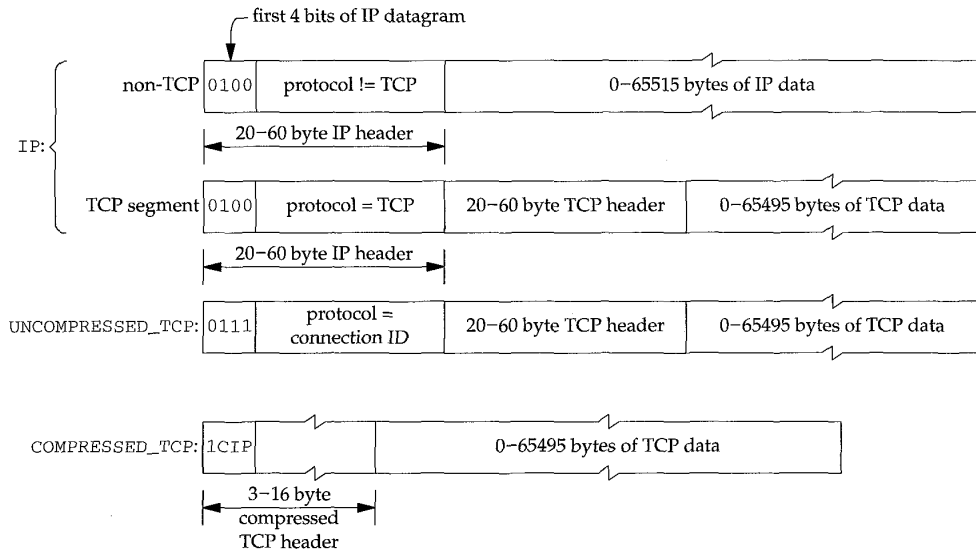 first 4 bits of IP datagram
non-TCP 0100 protocol != TCP 0–65515 bytes of IP data
20–60 byte IP header
IP:
TCP segment 0100 protocol = TCP 20–60 byte TCP header 0–65495 bytes of TCP data
20–60 byte IP header
UNCOMPRESSED_TCP: 0111 protocol = connection ID 20–60 byte TCP header 0–65495 bytes of TCP data
COMPRESSED_TCP: 1CIP 0–65495 bytes of TCP data
3–16 byte
compressed
TCP header